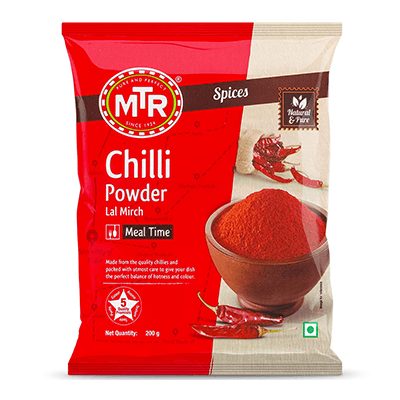 PURE AND PERFECT
MTR
SINCE 1924
Spices
Natural
& Pure
Chilli
Powder
Lal Mirch
Meal Time
Made from the quality chillies and
packed with utmost care to give your dish
the perfect balance of hotness and colour.
5
Net Quantity: 200 g